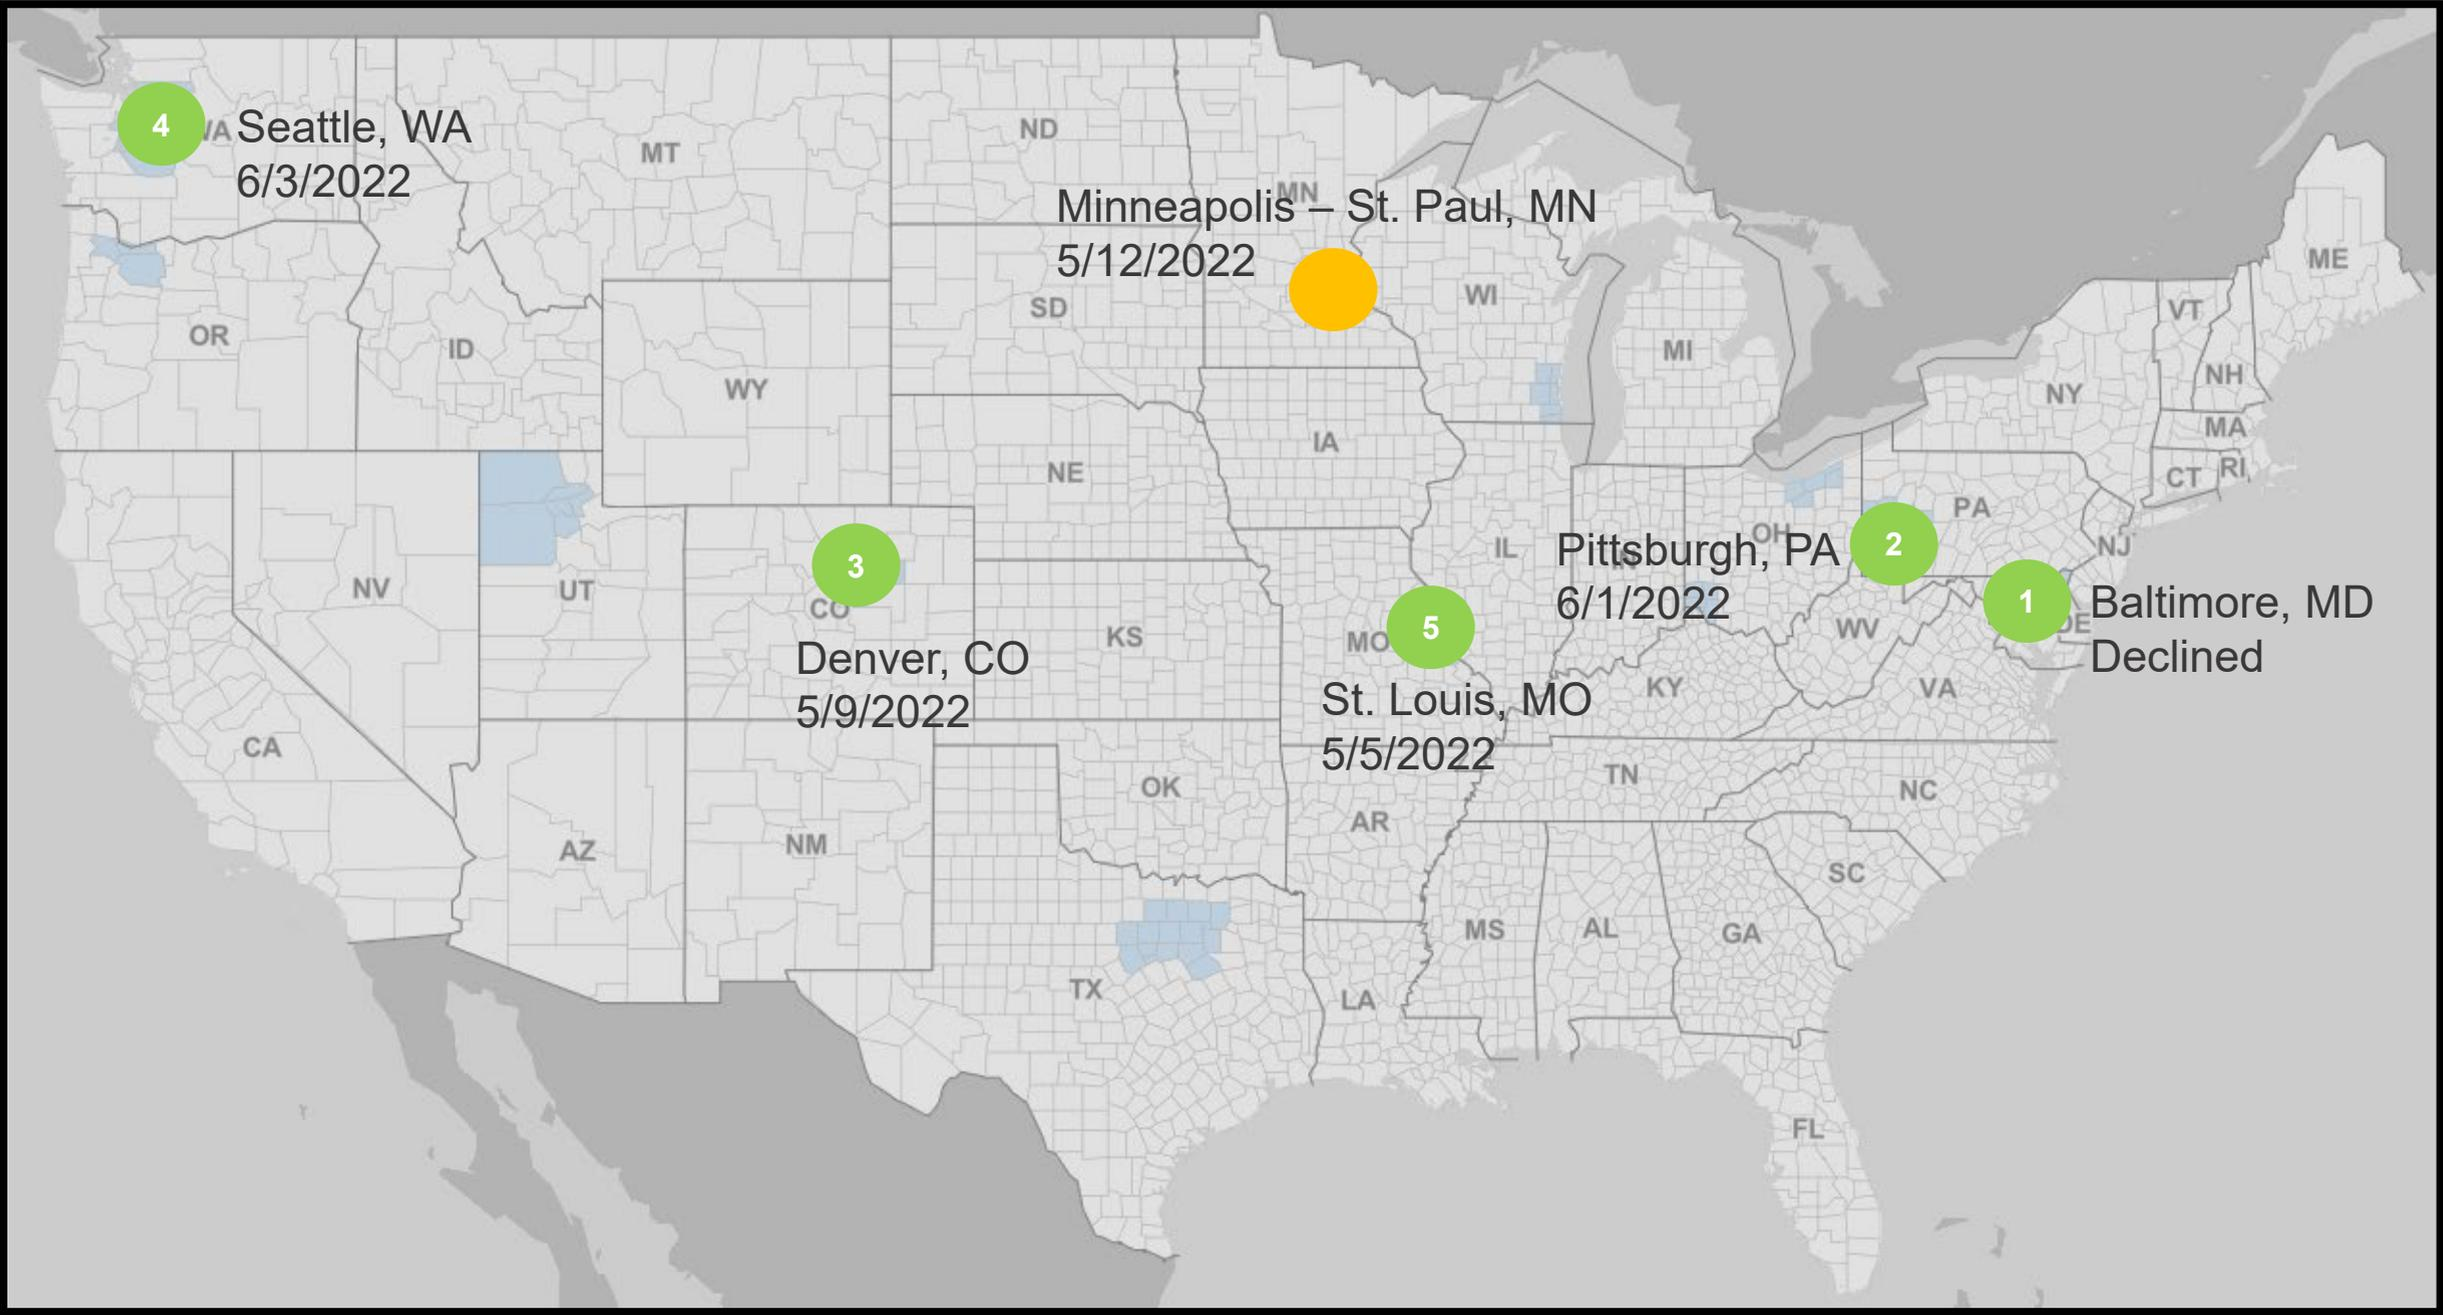 4
WA
Seattle, WA
6/3/2022
MT
ND
MN
Minneapolis – St. Paul, MN
5/12/2022
ME
OR
ID
SD
WI
MI
VT
NH
NY
WY
MA
IA
CT
RI
NE
PA
NJ
OH
NV
UT
3
CO
Denver, CO
5/9/2022
KS
MO
5
St. Louis, MO
5/5/2022
IL
IN
Pittsburgh, PA
6/1/2022
2
1
Baltimore, MD
Declined
DE
WV
KY
VA
CA
AZ
NM
OK
AR
TN
NC
SC
MS
AL
GA
TX
LA
FL